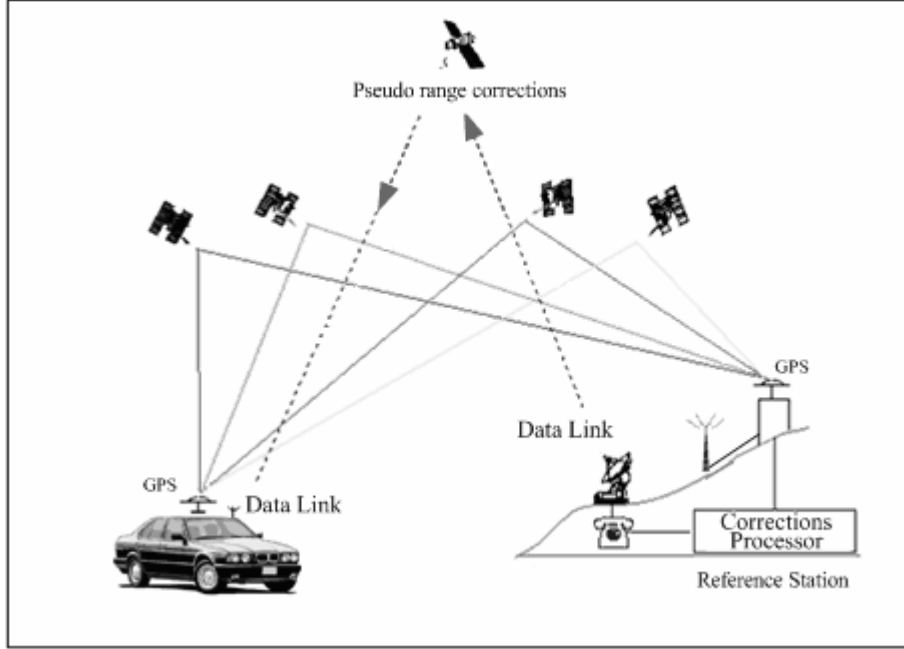 Pseudo range corrections
GPS
Data Link
GPS
Data Link
Corrections
Processor
Reference Station